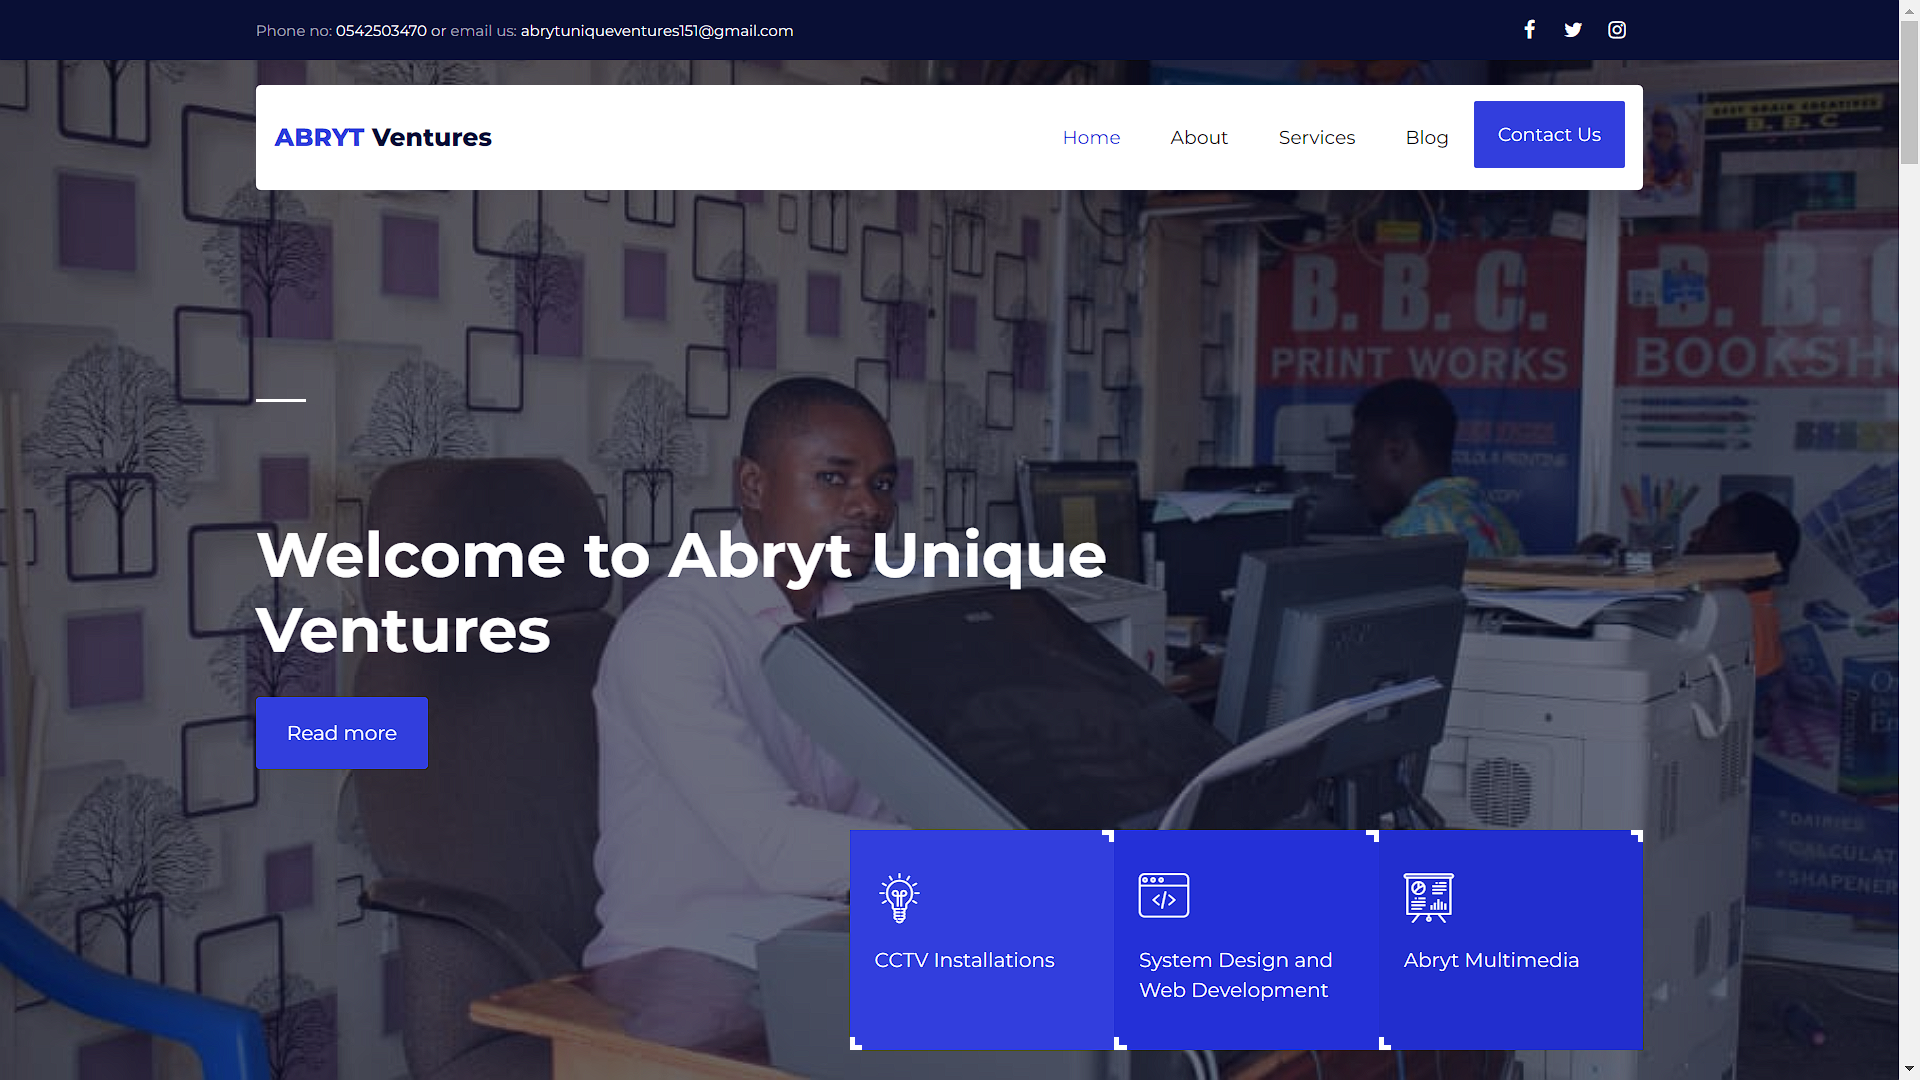 Phone no: 0542503470 or email us: abrytuniqueventures151@gmail.com
ABRYT Ventures
Home
About
Services
Blog
Contact Us
B. B. C.
B. B. C.
PRINT WORKS
B. B. C
Welcome to Abryt Unique
Ventures
Read more
CCTV Installations
System Design and
Web Development
Abryt Multimedia